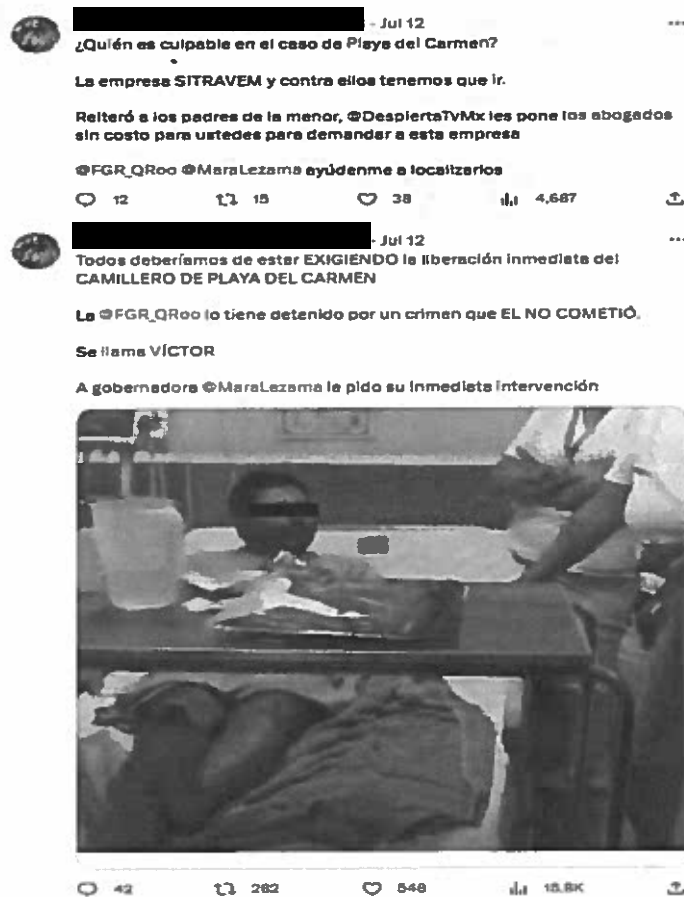 - Jul 12
¿Quién es culpable en el caso de Playa del Carmen?
La empresa SITRAVEM y contra ellos tenemos que ir.
Reiteró a los padres de la menor, @DespiertaTvMx les pone los abogados
sin costo para ustedes para demandar a esta empresa
@FGR_QRoo @MaraLezama ayúdenme a localizarlos
12 15 38 4,687
- Jul 12
Todos deberíamos de estar EXIGIENDO la liberación inmediata del
CAMILLERO DE PLAYA DEL CARMEN
La @FGR_QRoo lo tiene detenido por un crimen que EL NO COMETIÓ.
Se llama VÍCTOR
A gobernadora @MaraLezama le pido su inmediata intervención
42 282 548 15.8K